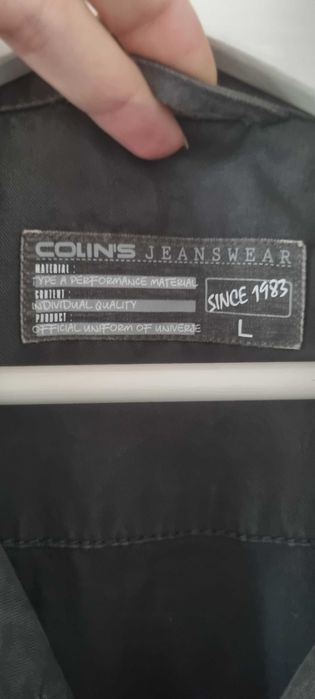 COLIN'S JEANSWEAR
MATERIAL :
TYPE A PERFORMANCE MATERIAL
CONTENT :
INDIVIDUAL QUALITY
PRODUCT :
OFFICIAL UNIFORM OF UNIVERSE
SINCE 1983
L